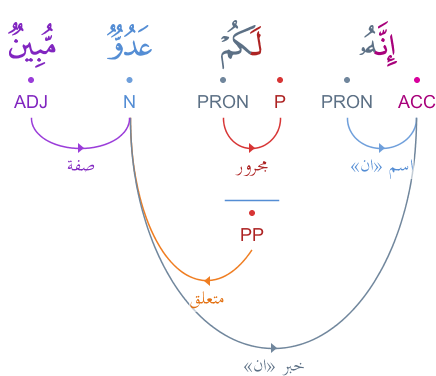 إِنَّهُۥ لَكُمْ عَدُوٌّ مُّبِينٌ
ACC PRON P PRON N ADJ
اسم «ان» مجرور صفة
PP
متعلق
خبر «ان»